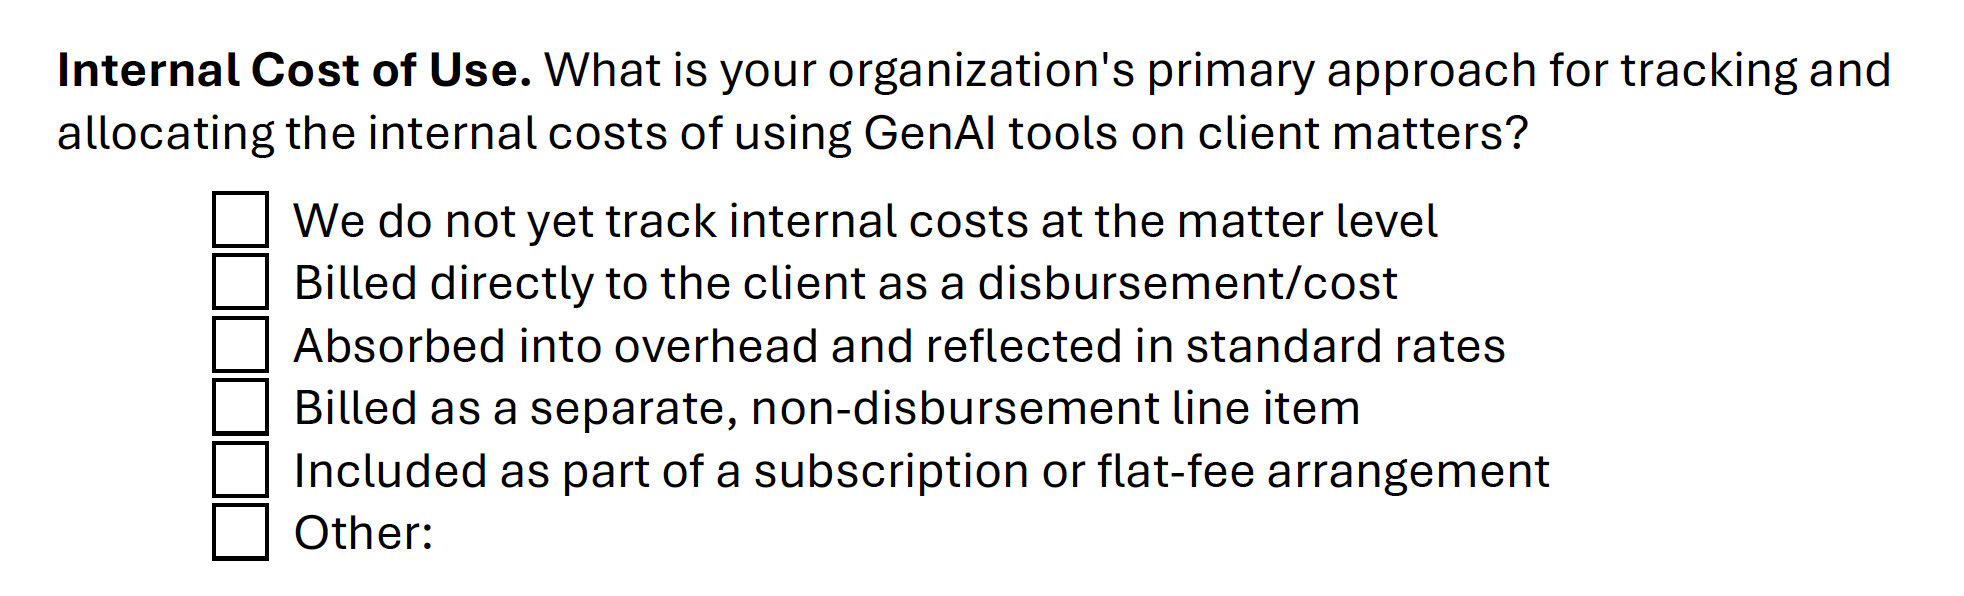 Internal Cost of Use. What is your organization's primary approach for tracking and
allocating the internal costs of using GenAI tools on client matters?
We do not yet track internal costs at the matter level
Billed directly to the client as a disbursement/cost
Absorbed into overhead and reflected in standard rates
Billed as a separate, non-disbursement line item
Included as part of a subscription or flat-fee arrangement
Other: